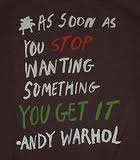 AS SOON AS
YOU STOP
WANTING
SOMETHING
YOU GET IT
-ANDY WARHOL